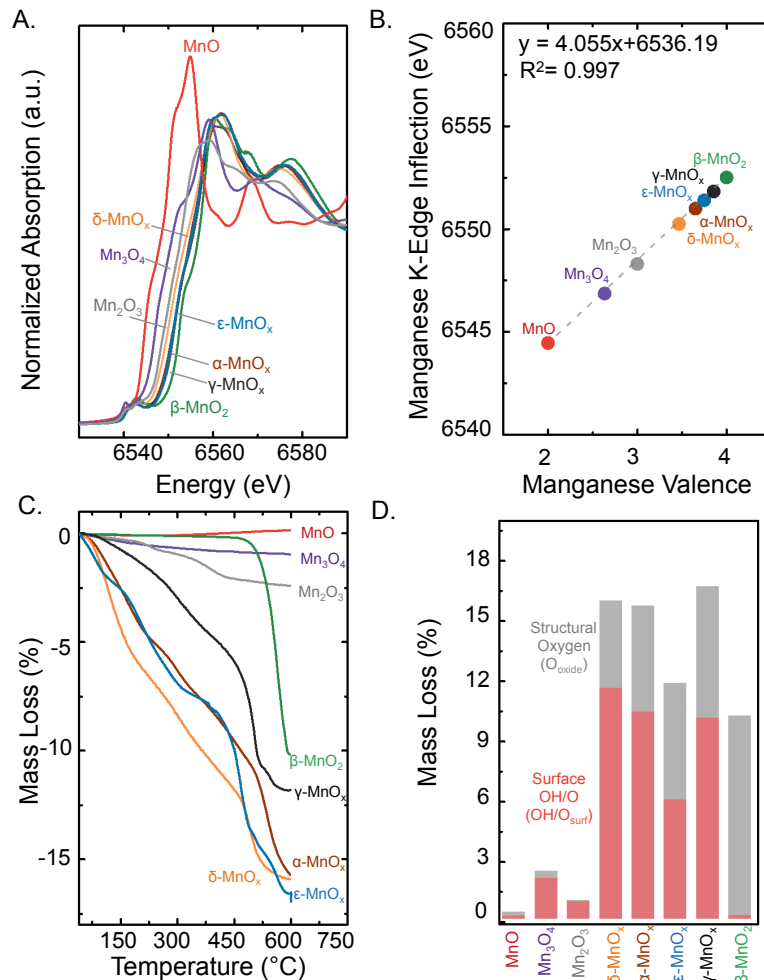 A.
Normalized Absorption (a.u.)
MnO
δ-MnOₓ
Mn₃O₄
Mn₂O₃
ε-MnOₓ
α-MnOₓ
γ-MnOₓ
β-MnO₂
6540 6560 6580
Energy (eV)
B.
Manganese K-Edge Inflection (eV)
6560
6555
6550
6545
6540
y = 4.055x+6536.19
R²= 0.997
β-MnO₂
γ-MnOₓ
ε-MnOₓ
α-MnOₓ
δ-MnOₓ
Mn₂O₃
Mn₃O₄
MnO
2 3 4
Manganese Valence
C.
Mass Loss (%)
0
-5
-10
-15
MnO
Mn₃O₄
Mn₂O₃
β-MnO₂
γ-MnOₓ
α-MnOₓ
δ-MnOₓ
ε-MnOₓ
150 300 450 600 750
Temperature (°C)
D.
Mass Loss (%)
18
15
12
9
6
3
0
Structural
Oxygen
(O_oxide)
Surface
OH/O
(OH/O_surf)
MnO
Mn₃O₄
Mn₂O₃
δ-MnOₓ
α-MnOₓ
ε-MnOₓ
γ-MnOₓ
β-MnO₂